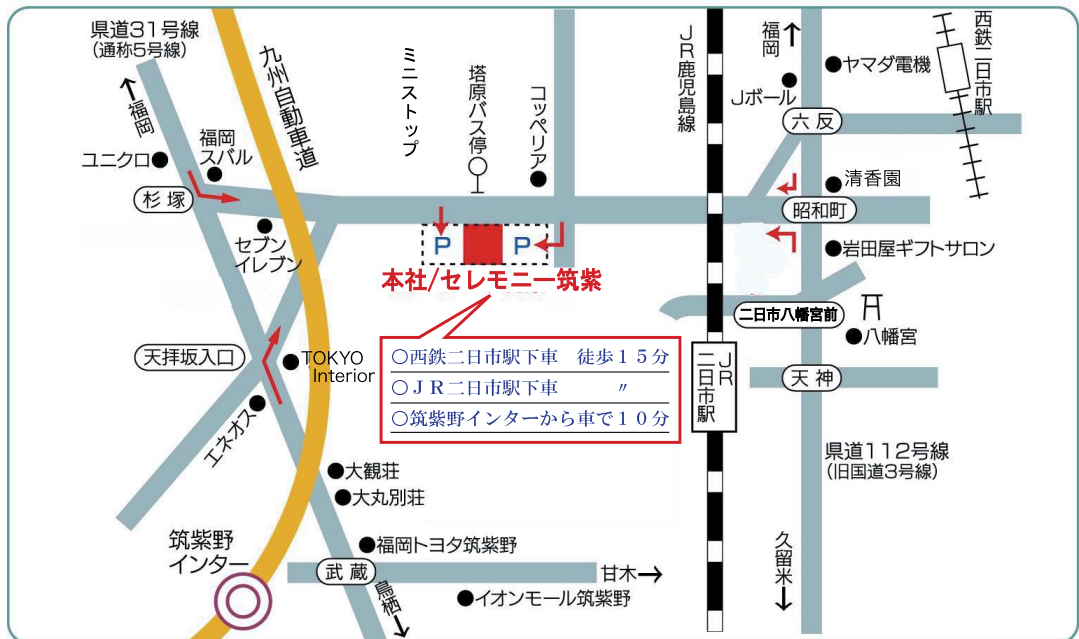 県道31号線
（通称5号線）
福岡
九州自動車道
ミニストップ
塔原バス停
コッペリア
JR鹿児島線
福岡
ヤマダ電機
Jボール
西鉄二日市駅
六反
ユニクロ
福岡
スバル
杉塚
清香園
昭和町
セブン
イレブン
P
P
岩田屋ギフトサロン
本社/セレモニー筑紫
二日市八幡宮前
八幡宮
天拝坂入口
TOKYO
Interior
○西鉄二日市駅下車　徒歩１５分
○ＪＲ二日市駅下車　　　〃
○筑紫野インターから車で１０分
JR
二日市駅
天神
エネオス
県道112号線
（旧国道3号線）
大観荘
大丸別荘
筑紫野
インター
福岡トヨタ筑紫野
武蔵
甘木
鳥栖
イオンモール筑紫野
久留米